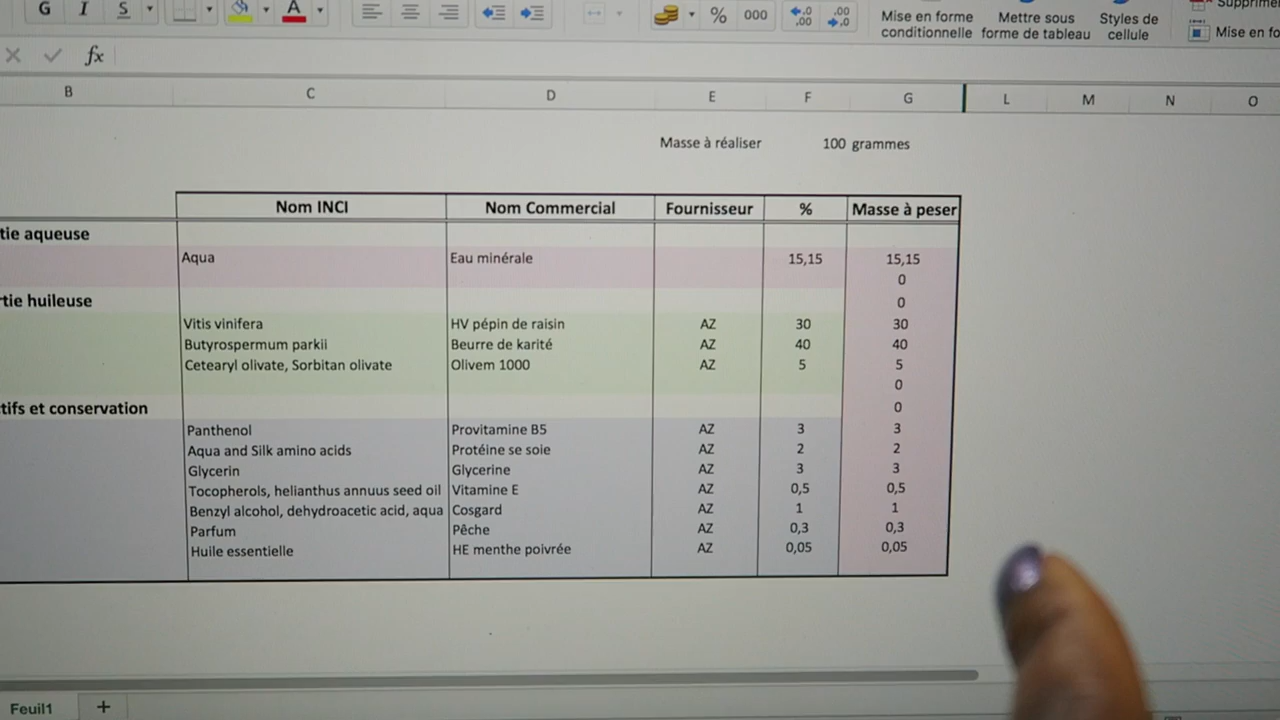 G I S A % 000 ,0 ,00 ,00 ,0
Supprimer
Mise en forme conditionnelle
Mettre sous forme de tableau
Styles de cellule
Mise en fo
fx
B C D E F G L M N O
Masse à réaliser 100 grammes
Nom INCI Nom Commercial Fournisseur % Masse à peser
tie aqueuse
Aqua Eau minérale 15,15 15,15
0
rtie huileuse 0
Vitis vinifera HV pépin de raisin AZ 30 30
Butyrospermum parkii Beurre de karité AZ 40 40
Cetearyl olivate, Sorbitan olivate Olivem 1000 AZ 5 5
0
tifs et conservation 0
Panthenol Provitamine B5 AZ 3 3
Aqua and Silk amino acids Protéine se soie AZ 2 2
Glycerin Glycerine AZ 3 3
Tocopherols, helianthus annuus seed oil Vitamine E AZ 0,5 0,5
Benzyl alcohol, dehydroacetic acid, aqua Cosgard AZ 1 1
Parfum Pêche AZ 0,3 0,3
Huile essentielle HE menthe poivrée AZ 0,05 0,05
Feuil1 +